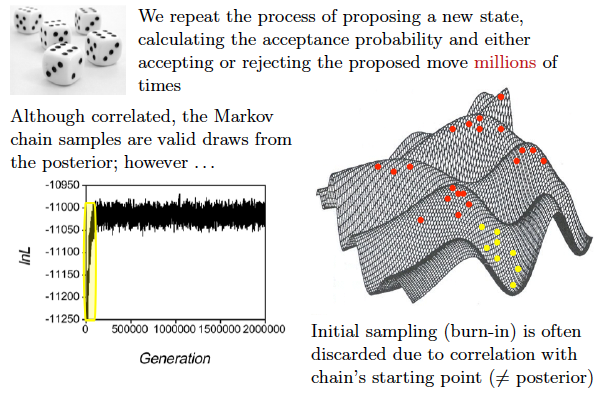 We repeat the process of proposing a new state,
calculating the acceptance probability and either
accepting or rejecting the proposed move millions of
times
Although correlated, the Markov
chain samples are valid draws from
the posterior; however ...
-10950
-11000
-11050
-11100
-11150
-11200
-11250
lnL
0 500000 1000000 1500000 2000000
Generation
Initial sampling (burn-in) is often
discarded due to correlation with
chain's starting point (≠ posterior)